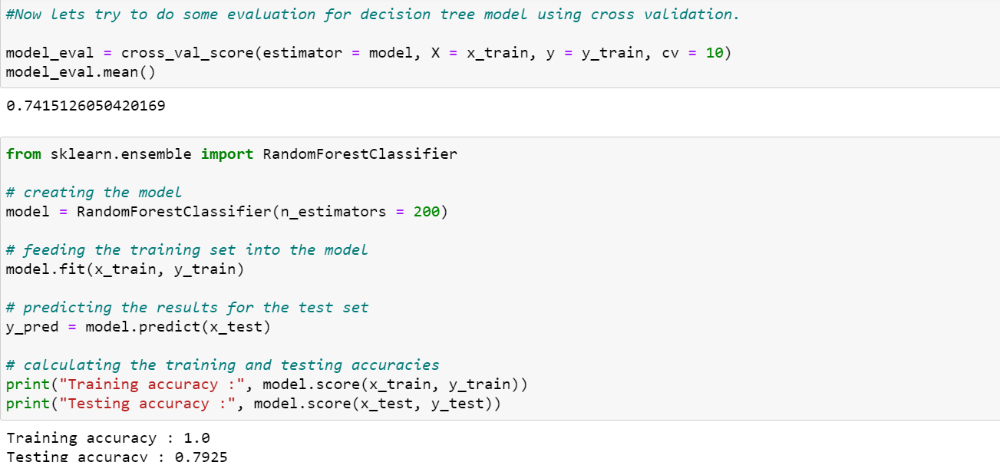 #Now lets try to do some evaluation for decision tree model using cross validation.
model_eval = cross_val_score(estimator = model, X = x_train, y = y_train, cv = 10)
model_eval.mean()
0.7415126050420169
from sklearn.ensemble import RandomForestClassifier
# creating the model
model = RandomForestClassifier(n_estimators = 200)
# feeding the training set into the model
model.fit(x_train, y_train)
# predicting the results for the test set
y_pred = model.predict(x_test)
# calculating the training and testing accuracies
print("Training accuracy :", model.score(x_train, y_train))
print("Testing accuracy :", model.score(x_test, y_test))
Training accuracy : 1.0
Testing accuracy : 0.7925